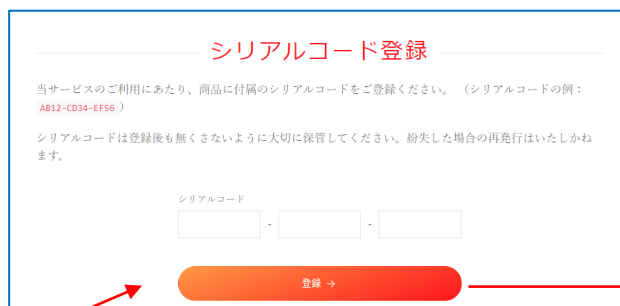 シリアルコード登録
当サービスのご利用にあたり、商品に付属のシリアルコードをご登録ください。 （シリアルコードの例：
AB12-CD34-EF56 ）
シリアルコードは登録後も無くさないように大切に保管してください。紛失した場合の再発行はいたしかね
ます。
シリアルコード
- -
登録 →